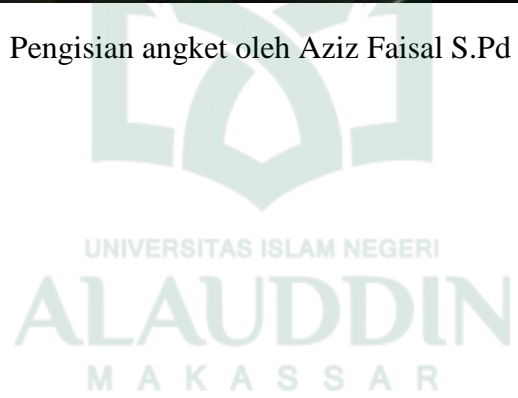 Pengisian angket oleh Aziz Faisal S.Pd
UNIVERSITAS ISLAM NEGERI
ALAUDDIN
MAKASSAR